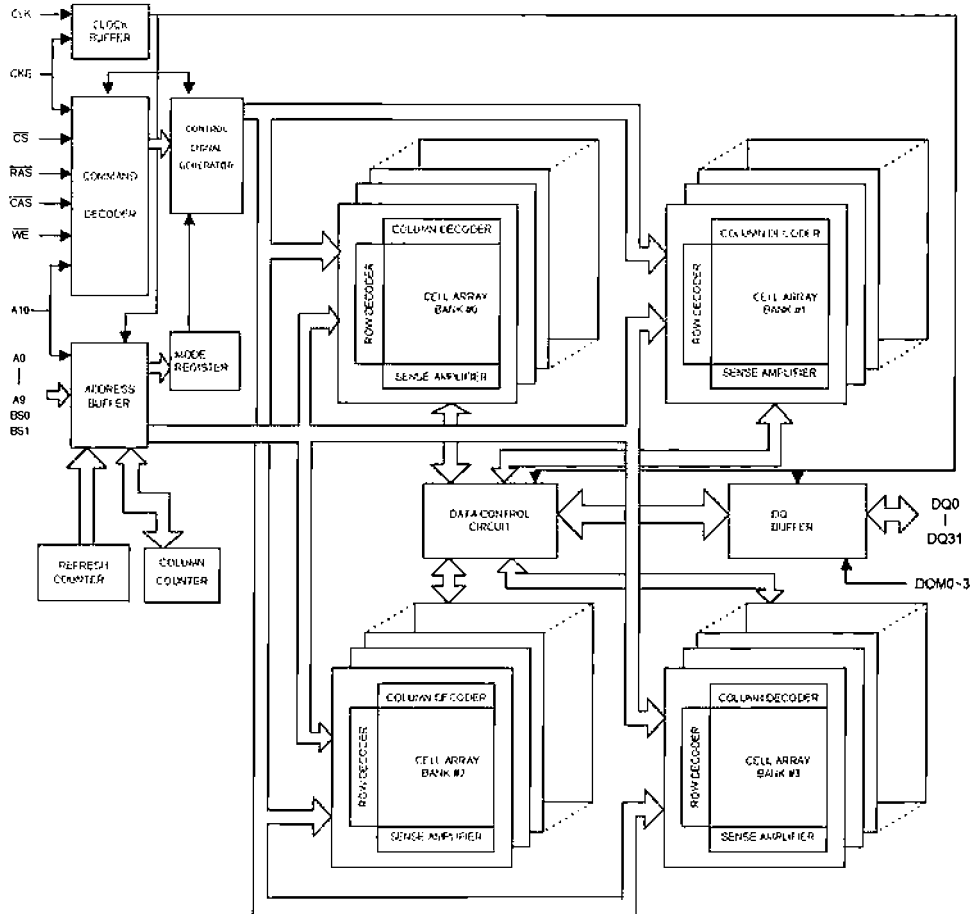 CLK
CLOCK
BUFFER
CKE
CS
RAS
CAS
WE
COMMAND
DECODER
CONTROL
SIGNAL
GENERATOR
A10
A0
A9
BS0
BS1
ADDRESS
BUFFER
MODE
REGISTER
REFRESH
COUNTER
COLUMN
COUNTER
COLUMN DECODER
ROW DECODER
CELL ARRAY
BANK #0
SENSE AMPLIFIER
COLUMN DECODER
ROW DECODER
CELL ARRAY
BANK #1
SENSE AMPLIFIER
DATA CONTROL
CIRCUIT
DQ
BUFFER
DQ0
DQ31
DQM0~3
COLUMN DECODER
ROW DECODER
CELL ARRAY
BANK #2
SENSE AMPLIFIER
COLUMN DECODER
ROW DECODER
CELL ARRAY
BANK #3
SENSE AMPLIFIER